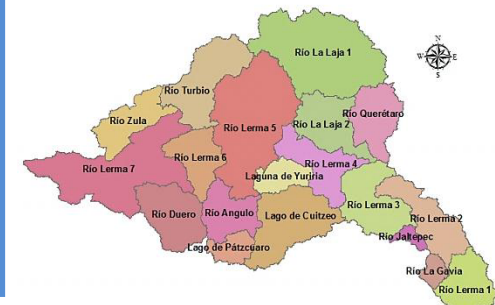 Río La Laja 1
N
W E
S
Río Turbio
Río Zula
Río Lerma 5
Río La Laja 2
Río Querétaro
Río Lerma 7
Río Lerma 6
Río Lerma 4
Laguna de Yuriria
Río Duero
Río Angulo
Lago de Cuitzeo
Río Lerma 3
Río Lerma 2
Río Jaltepec
Lago de Pátzcuaro
Río La Gavia
Río Lerma 1